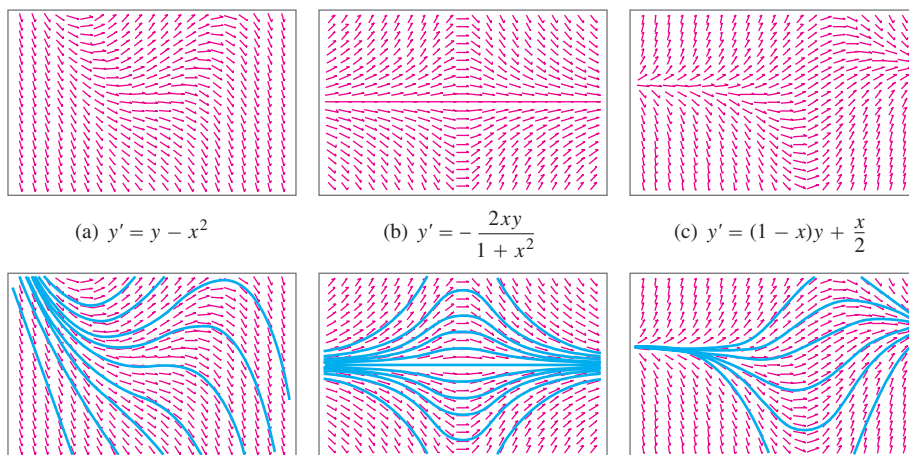 (a) y′ = y − x²
(b) y′ = − 2xy / 1 + x²
(c) y′ = (1 − x)y + x/2